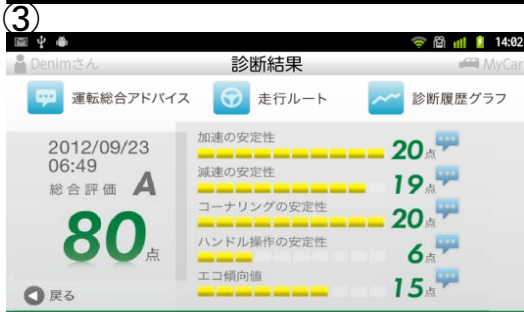 ③
14:02
Denimさん 診断結果 MyCar
運転総合アドバイス 走行ルート 診断履歴グラフ
2012/09/23
06:49
総合評価 A
80点
戻る
加速の安定性
20点
減速の安定性
19点
コーナリングの安定性
20点
ハンドル操作の安定性
6点
エコ傾向値
15点